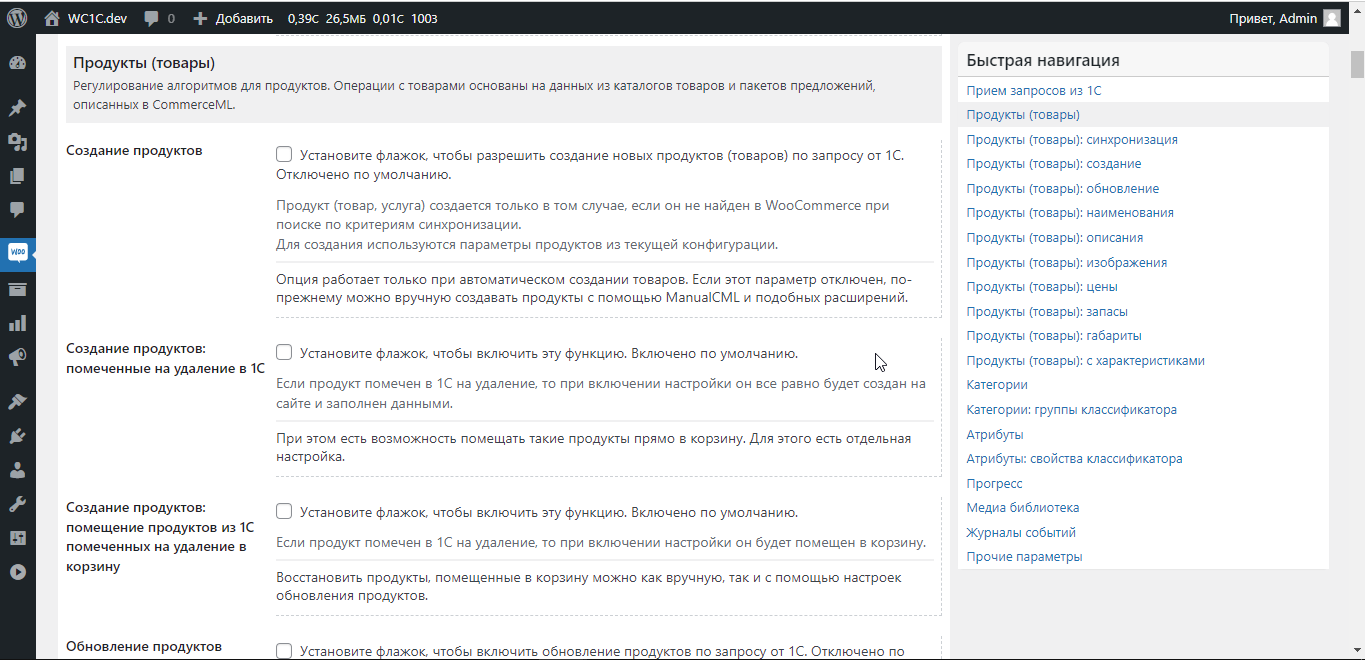 WC1C.dev 0 Добавить 0,39С 26,5МБ 0,01С 100З Привет, Admin
Продукты (товары)
Регулирование алгоритмов для продуктов. Операции с товарами основаны на данных из каталогов товаров и пакетов предложений,
описанных в CommerceML.
Создание продуктов
Установите флажок, чтобы разрешить создание новых продуктов (товаров) по запросу от 1С.
Отключено по умолчанию.
Продукт (товар, услуга) создается только в том случае, если он не найден в WooCommerce при
поиске по критериям синхронизации.
Для создания используются параметры продуктов из текущей конфигурации.
Опция работает только при автоматическом создании товаров. Если этот параметр отключен, по-
прежнему можно вручную создавать продукты с помощью ManualCML и подобных расширений.
Создание продуктов:
помеченные на удаление в 1С
Установите флажок, чтобы включить эту функцию. Включено по умолчанию.
Если продукт помечен в 1С на удаление, то при включении настройки он все равно будет создан на
сайте и заполнен данными.
При этом есть возможность помещать такие продукты прямо в корзину. Для этого есть отдельная
настройка.
Создание продуктов:
помещение продуктов из 1С
помеченных на удаление в
корзину
Установите флажок, чтобы включить эту функцию. Включено по умолчанию.
Если продукт помечен в 1С на удаление, то при включении настройки он будет помещен в корзину.
Восстановить продукты, помещенные в корзину можно как вручную, так и с помощью настроек
обновления продуктов.
Обновление продуктов
Установите флажок, чтобы включить обновление продуктов по запросу от 1С. Отключено по
Быстрая навигация
Прием запросов из 1С
Продукты (товары)
Продукты (товары): синхронизация
Продукты (товары): создание
Продукты (товары): обновление
Продукты (товары): наименования
Продукты (товары): описания
Продукты (товары): изображения
Продукты (товары): цены
Продукты (товары): запасы
Продукты (товары): габариты
Продукты (товары): с характеристиками
Категории
Категории: группы классификатора
Атрибуты
Атрибуты: свойства классификатора
Прогресс
Медиа библиотека
Журналы событий
Прочие параметры